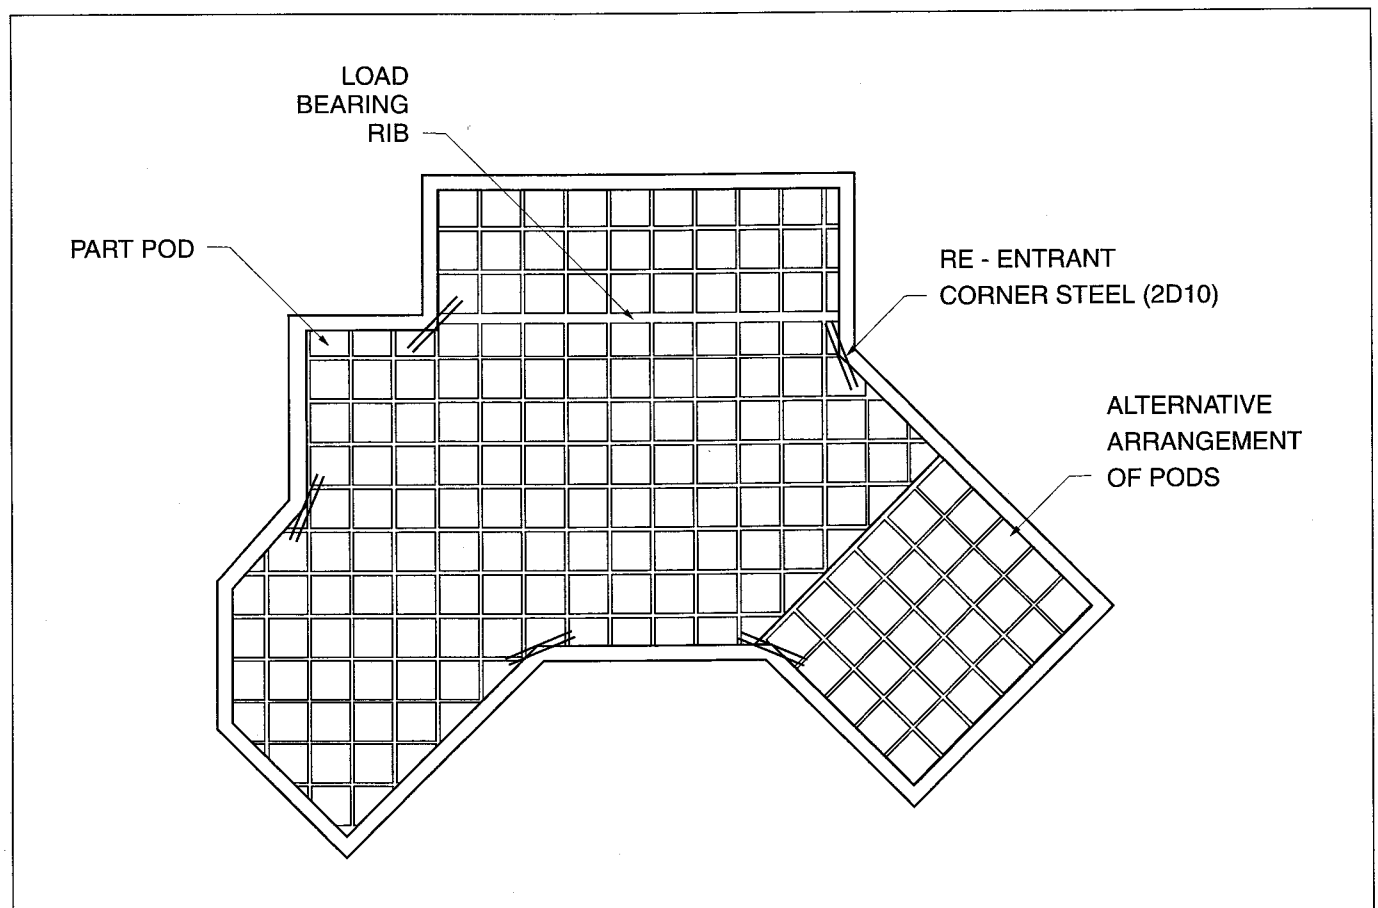 LOAD
BEARING
RIB
PART POD
RE - ENTRANT
CORNER STEEL (2D10)
ALTERNATIVE
ARRANGEMENT
OF PODS